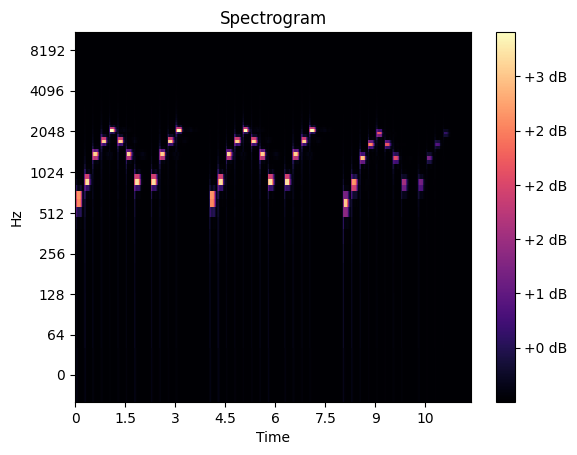 Spectrogram
8192
4096
2048
1024
512
256
128
64
0
Hz
0
1.5
3
4.5
6
7.5
9
10
Time
+3 dB
+2 dB
+2 dB
+2 dB
+1 dB
+0 dB